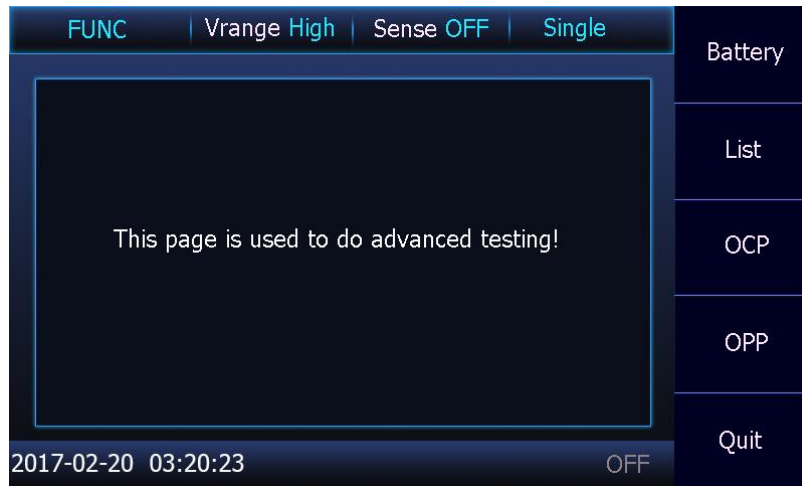 FUNC Vrange High Sense OFF Single
Battery
List
This page is used to do advanced testing!
OCP
OPP
Quit
2017-02-20 03:20:23 OFF